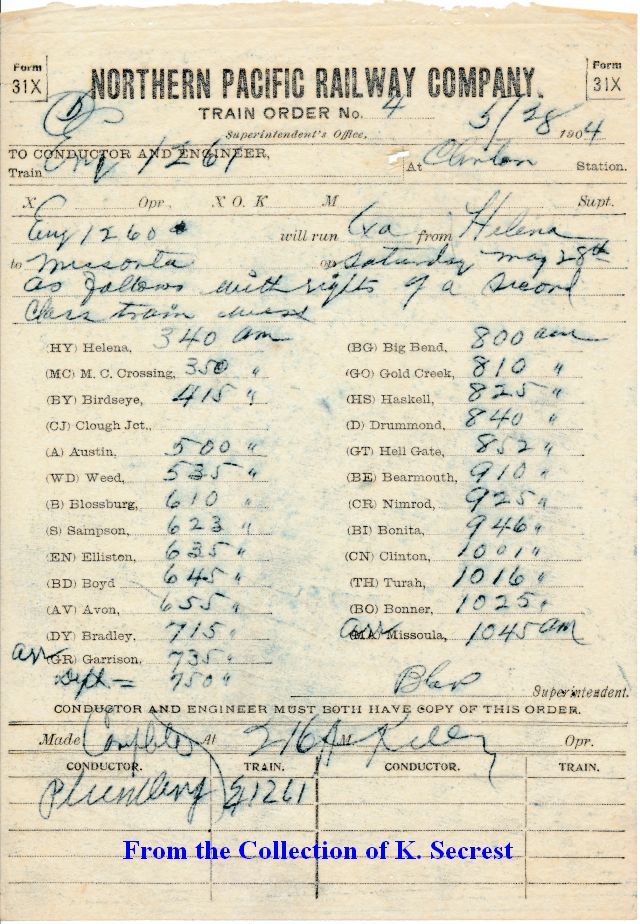 Form
31X
Form
31X
NORTHERN PACIFIC RAILWAY COMPANY.
TRAIN ORDER No. 4
5/28 1904
Superintendent's Office,
TO CONDUCTOR AND ENGINEER,
Train Eng 1261 At Clinton Station.
X Opr., X O. K M Supt.
Eng 1260 will run Exa from Helena
to Missoula on Saturday May 28th
as follows with rights of a second
class train west
(HY) Helena, 340 am
(MC) M. C. Crossing, 350 "
(BY) Birdseye, 415 "
(CJ) Clough Jct.,
(A) Austin, 500 "
(WD) Weed, 535 "
(B) Blossburg, 610 "
(S) Sampson, 623 "
(EN) Elliston, 635 "
(BD) Boyd 645 "
(AV) Avon, 655 "
(DY) Bradley, 715 "
arr (GR) Garrison, 735 "
Dept = 750 "
(BG) Big Bend, 800 am
(GO) Gold Creek, 810 "
(HS) Haskell, 825 "
(D) Drummond, 840 "
(GT) Hell Gate, 852 "
(BE) Bearmouth, 910 "
(CR) Nimrod, 925 "
(BI) Bonita, 946 "
(CN) Clinton, 1001 "
(TH) Turah, 1016 "
(BO) Bonner, 1025 "
arr (MA) Missoula, 1045 am
Superintendent.
CONDUCTOR AND ENGINEER MUST BOTH HAVE COPY OF THIS ORDER.
Made Complete At 216 A M Kelley Opr.
CONDUCTOR. TRAIN. CONDUCTOR. TRAIN.
Plumbing E 1261
From the Collection of K. Secrest